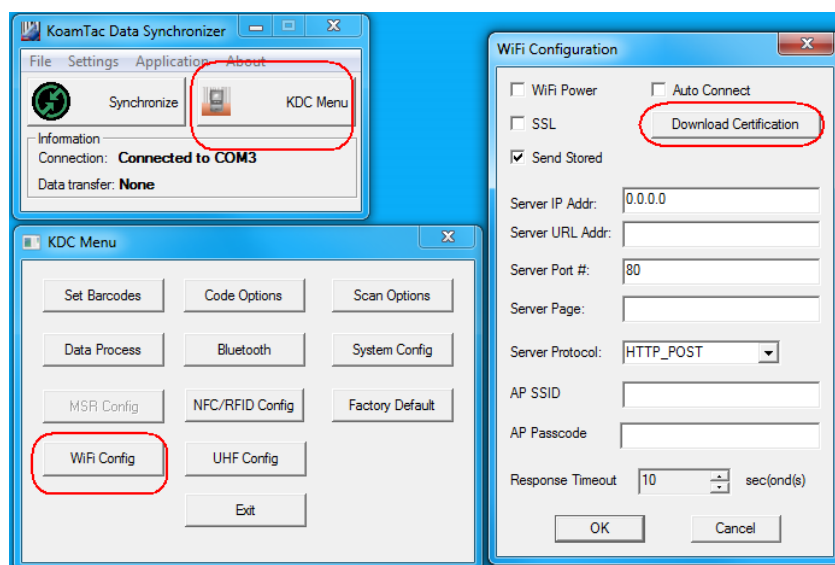 KoamTac Data Synchronizer
File Settings Application About
Synchronize
KDC Menu
Information
Connection: Connected to COM3
Data transfer: None
KDC Menu
Set Barcodes Code Options Scan Options
Data Process Bluetooth System Config
MSR Config NFC/RFID Config Factory Default
WiFi Config UHF Config
Exit
WiFi Configuration
WiFi Power Auto Connect
SSL Download Certification
Send Stored
Server IP Addr: 0.0.0.0
Server URL Addr:
Server Port #: 80
Server Page:
Server Protocol: HTTP_POST
AP SSID
AP Passcode
Response Timeout 10 sec(ond(s)
OK Cancel